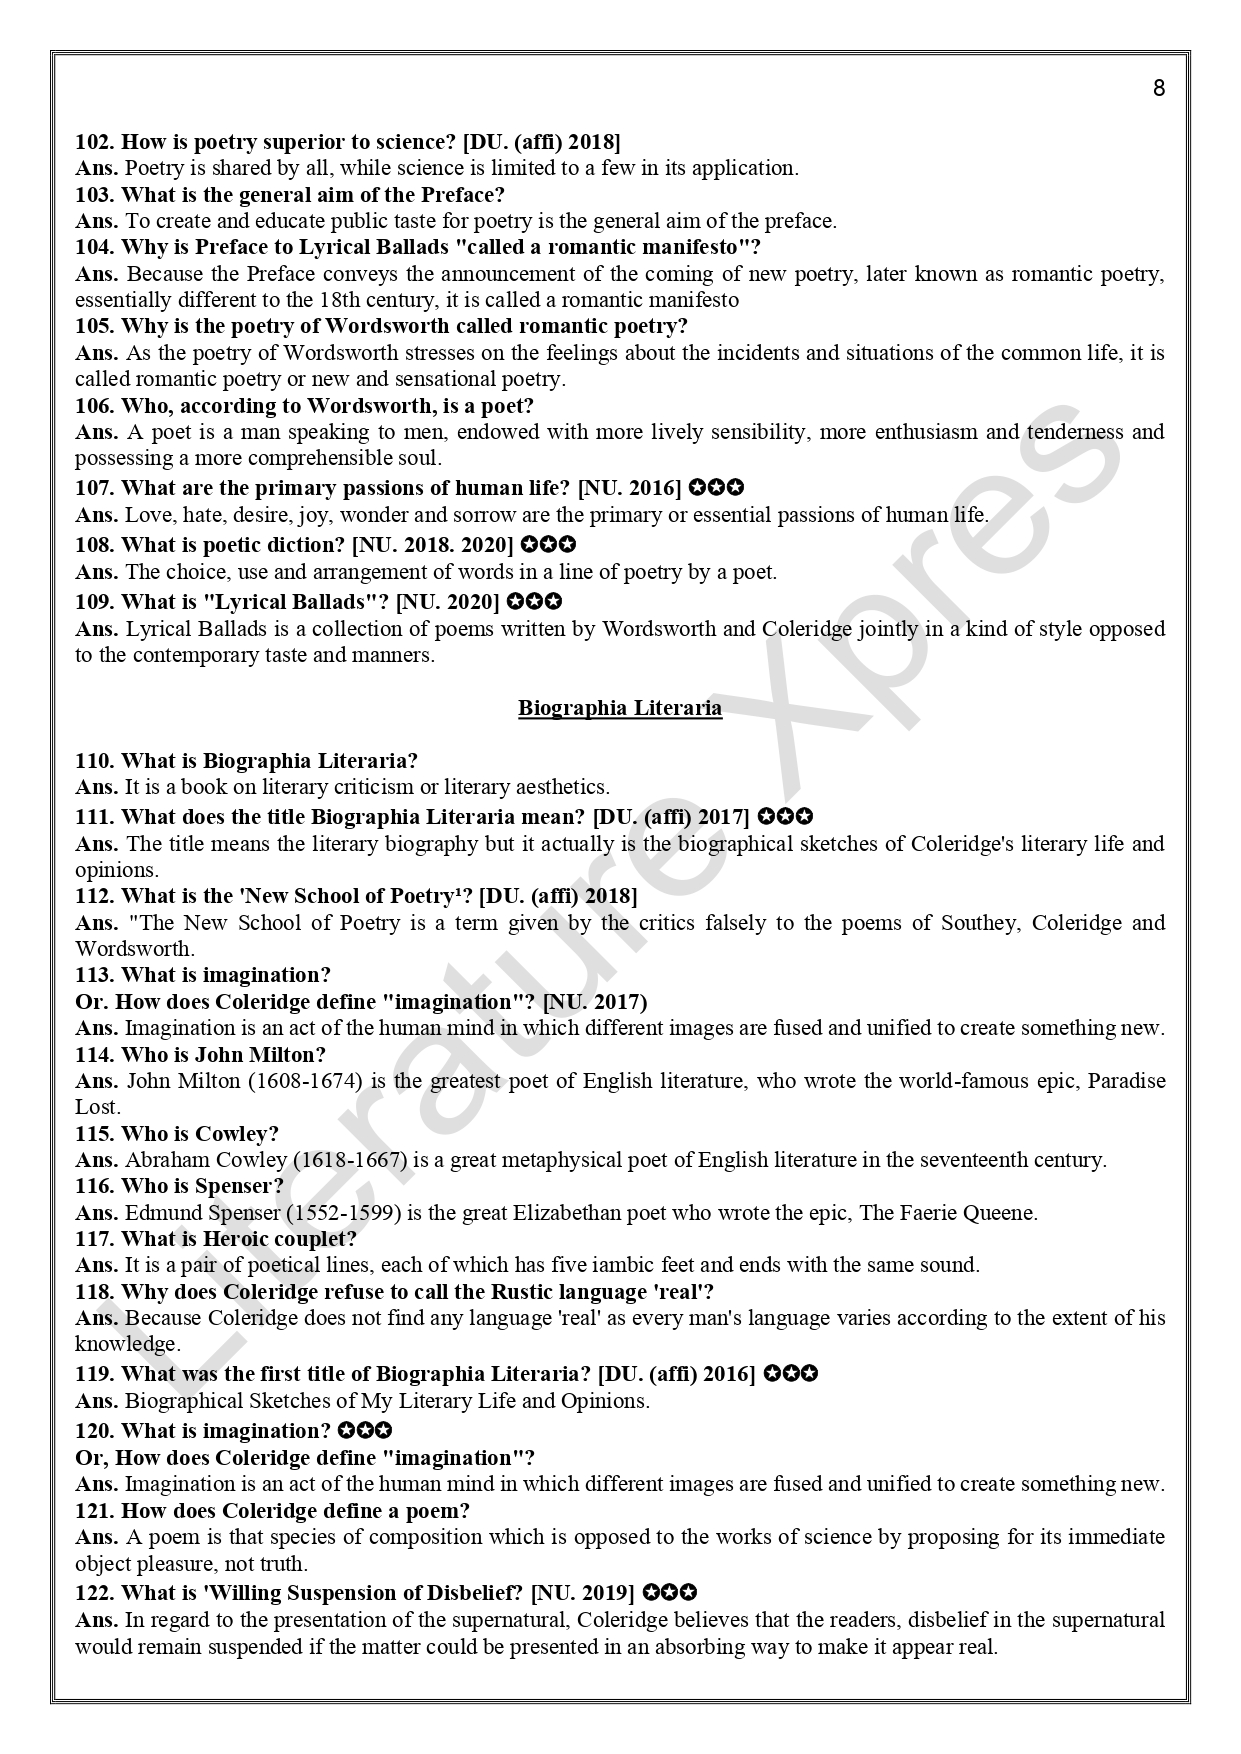 8
102. How is poetry superior to science? [DU. (affi) 2018]
Ans. Poetry is shared by all, while science is limited to a few in its application.
103. What is the general aim of the Preface?
Ans. To create and educate public taste for poetry is the general aim of the preface.
104. Why is Preface to Lyrical Ballads "called a romantic manifesto"?
Ans. Because the Preface conveys the announcement of the coming of new poetry, later known as romantic poetry,
essentially different to the 18th century, it is called a romantic manifesto
105. Why is the poetry of Wordsworth called romantic poetry?
Ans. As the poetry of Wordsworth stresses on the feelings about the incidents and situations of the common life, it is
called romantic poetry or new and sensational poetry.
106. Who, according to Wordsworth, is a poet?
Ans. A poet is a man speaking to men, endowed with more lively sensibility, more enthusiasm and tenderness and
possessing a more comprehensible soul.
107. What are the primary passions of human life? [NU. 2016] ✪✪✪
Ans. Love, hate, desire, joy, wonder and sorrow are the primary or essential passions of human life.
108. What is poetic diction? [NU. 2018. 2020] ✪✪✪
Ans. The choice, use and arrangement of words in a line of poetry by a poet.
109. What is "Lyrical Ballads"? [NU. 2020] ✪✪✪
Ans. Lyrical Ballads is a collection of poems written by Wordsworth and Coleridge jointly in a kind of style opposed
to the contemporary taste and manners.
Biographia Literaria
110. What is Biographia Literaria?
Ans. It is a book on literary criticism or literary aesthetics.
111. What does the title Biographia Literaria mean? [DU. (affi) 2017] ✪✪✪
Ans. The title means the literary biography but it actually is the biographical sketches of Coleridge's literary life and
opinions.
112. What is the 'New School of Poetry¹? [DU. (affi) 2018]
Ans. "The New School of Poetry is a term given by the critics falsely to the poems of Southey, Coleridge and
Wordsworth.
113. What is imagination?
Or. How does Coleridge define "imagination"? [NU. 2017)
Ans. Imagination is an act of the human mind in which different images are fused and unified to create something new.
114. Who is John Milton?
Ans. John Milton (1608-1674) is the greatest poet of English literature, who wrote the world-famous epic, Paradise
Lost.
115. Who is Cowley?
Ans. Abraham Cowley (1618-1667) is a great metaphysical poet of English literature in the seventeenth century.
116. Who is Spenser?
Ans. Edmund Spenser (1552-1599) is the great Elizabethan poet who wrote the epic, The Faerie Queene.
117. What is Heroic couplet?
Ans. It is a pair of poetical lines, each of which has five iambic feet and ends with the same sound.
118. Why does Coleridge refuse to call the Rustic language 'real'?
Ans. Because Coleridge does not find any language 'real' as every man's language varies according to the extent of his
knowledge.
119. What was the first title of Biographia Literaria? [DU. (affi) 2016] ✪✪✪
Ans. Biographical Sketches of My Literary Life and Opinions.
120. What is imagination? ✪✪✪
Or, How does Coleridge define "imagination"?
Ans. Imagination is an act of the human mind in which different images are fused and unified to create something new.
121. How does Coleridge define a poem?
Ans. A poem is that species of composition which is opposed to the works of science by proposing for its immediate
object pleasure, not truth.
122. What is 'Willing Suspension of Disbelief? [NU. 2019] ✪✪✪
Ans. In regard to the presentation of the supernatural, Coleridge believes that the readers, disbelief in the supernatural
would remain suspended if the matter could be presented in an absorbing way to make it appear real.
Literature Xpres